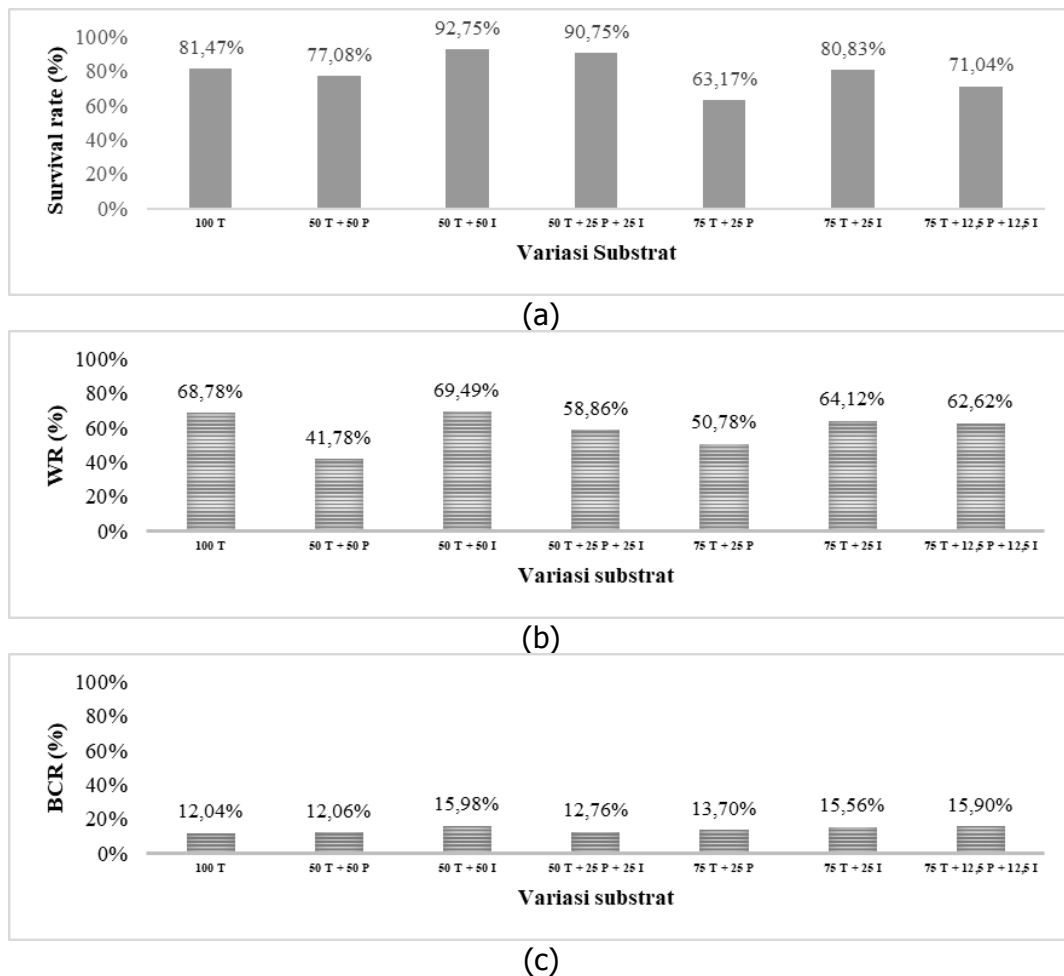 100%
80%
60%
40%
20%
0%
Survival rate (%)
81,47%
77,08%
92,75%
90,75%
63,17%
80,83%
71,04%
100 T
50 T + 50 P
50 T + 50 I
50 T + 25 P + 25 I
75 T + 25 P
75 T + 25 I
75 T + 12,5 P + 12,5 I
Variasi Substrat
(a)
100%
80%
60%
40%
20%
0%
WR (%)
68,78%
41,78%
69,49%
58,86%
50,78%
64,12%
62,62%
100 T
50 T + 50 P
50 T + 50 I
50 T + 25 P + 25 I
75 T + 25 P
75 T + 25 I
75 T + 12,5 P + 12,5 I
Variasi substrat
(b)
100%
80%
60%
40%
20%
0%
BCR (%)
12,04%
12,06%
15,98%
12,76%
13,70%
15,56%
15,90%
100 T
50 T + 50 P
50 T + 50 I
50 T + 25 P + 25 I
75 T + 25 P
75 T + 25 I
75 T + 12,5 P + 12,5 I
Variasi substrat
(c)